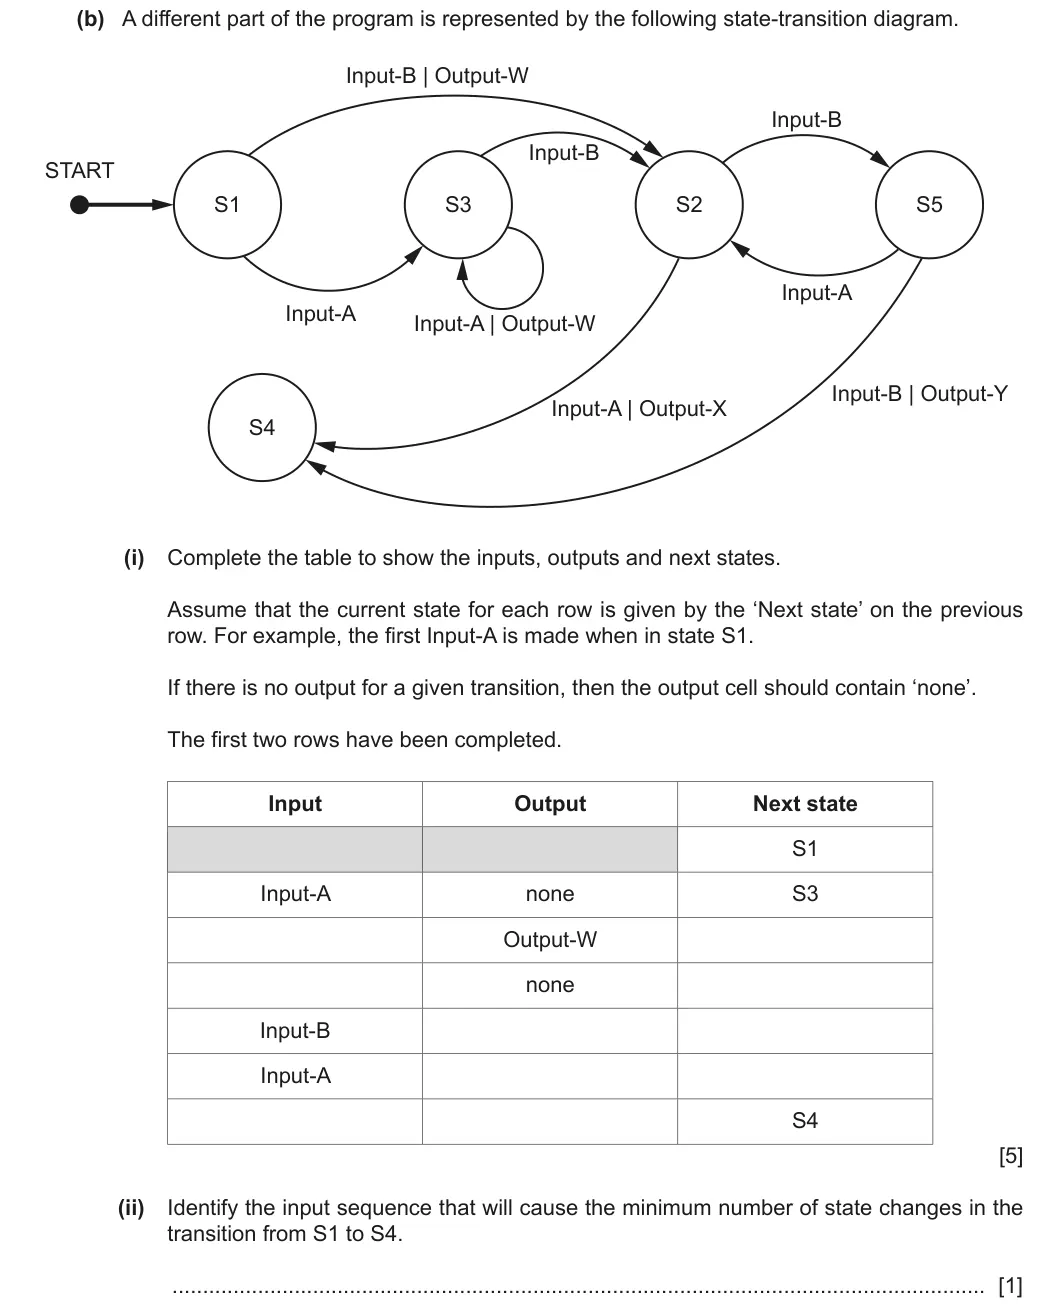 (b) A different part of the program is represented by the following state-transition diagram.
Input-B | Output-W
Input-B
START
Input-B
S1
S3
S2
S5
Input-A
Input-A
Input-A | Output-W
Input-B | Output-Y
Input-A | Output-X
S4
(i) Complete the table to show the inputs, outputs and next states.
Assume that the current state for each row is given by the ‘Next state’ on the previous
row. For example, the first Input-A is made when in state S1.
If there is no output for a given transition, then the output cell should contain ‘none’.
The first two rows have been completed.
Input Output Next state
S1
Input-A none S3
Output-W
none
Input-B
Input-A
S4
[5]
(ii) Identify the input sequence that will cause the minimum number of state changes in the
transition from S1 to S4.
.................................................................................................................................... [1]